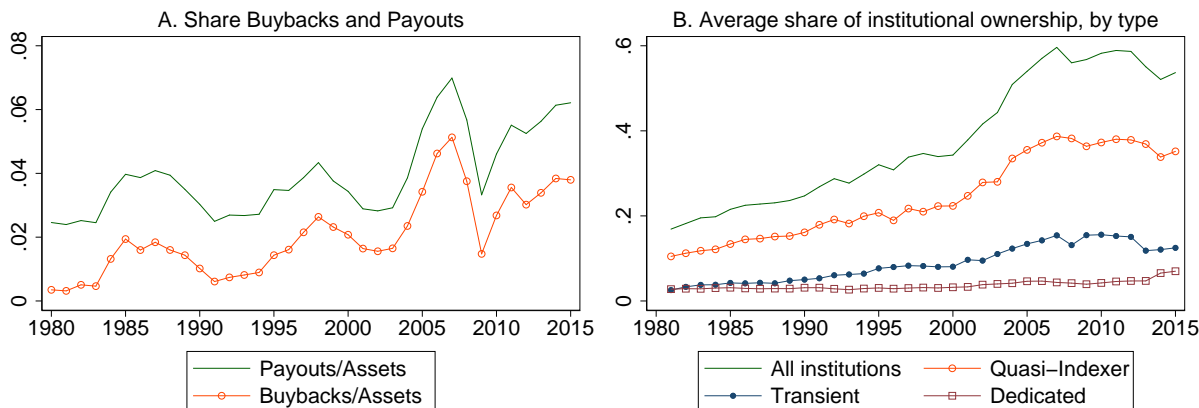 A. Share Buybacks and Payouts
.08
.06
.04
.02
0
1980 1985 1990 1995 2000 2005 2010 2015
Payouts/Assets
Buybacks/Assets
B. Average share of institutional ownership, by type
.6
.4
.2
0
1980 1985 1990 1995 2000 2005 2010 2015
All institutions Quasi−Indexer
Transient Dedicated